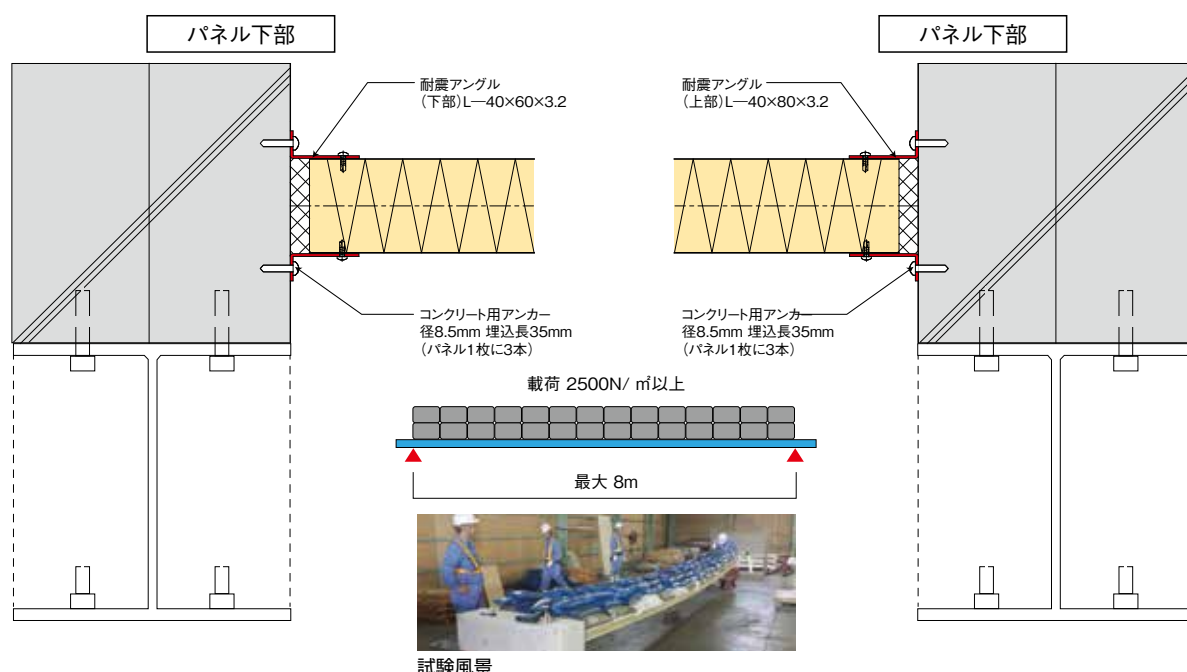 パネル下部
パネル下部
耐震アングル
(下部)L—40×60×3.2
耐震アングル
(上部)L—40×80×3.2
コンクリート用アンカー
径8.5mm 埋込長35mm
(パネル1枚に3本)
コンクリート用アンカー
径8.5mm 埋込長35mm
(パネル1枚に3本)
載荷 2500N/ ㎡以上
最大 8m
試験風景